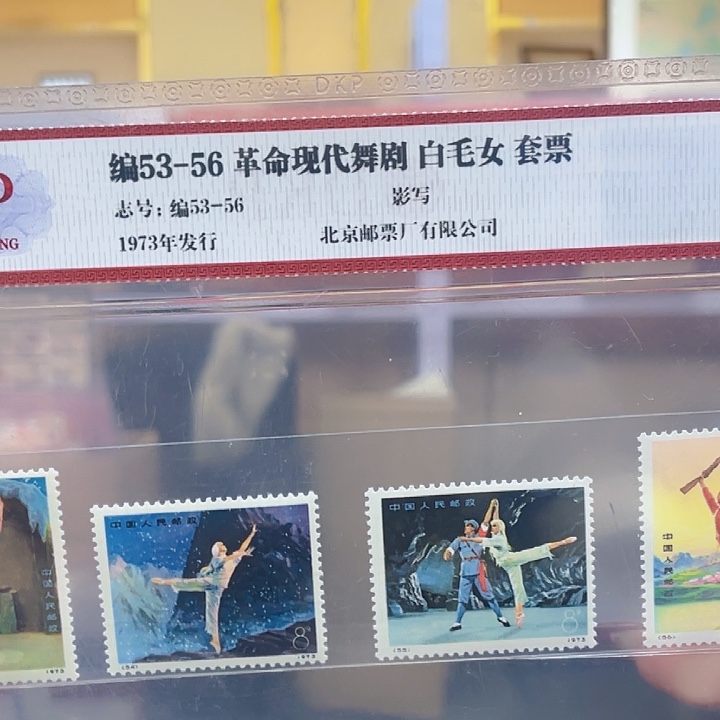 DKP
编53-56 革命现代舞剧 白毛女 套票
志号：编53-56
影写
1973年发行
北京邮票厂有限公司
NG
中国人民邮政
1973
中国人民邮政
8
(54)
1973
中国人民邮政
8
(55)
1973
中国人民邮政
(56)